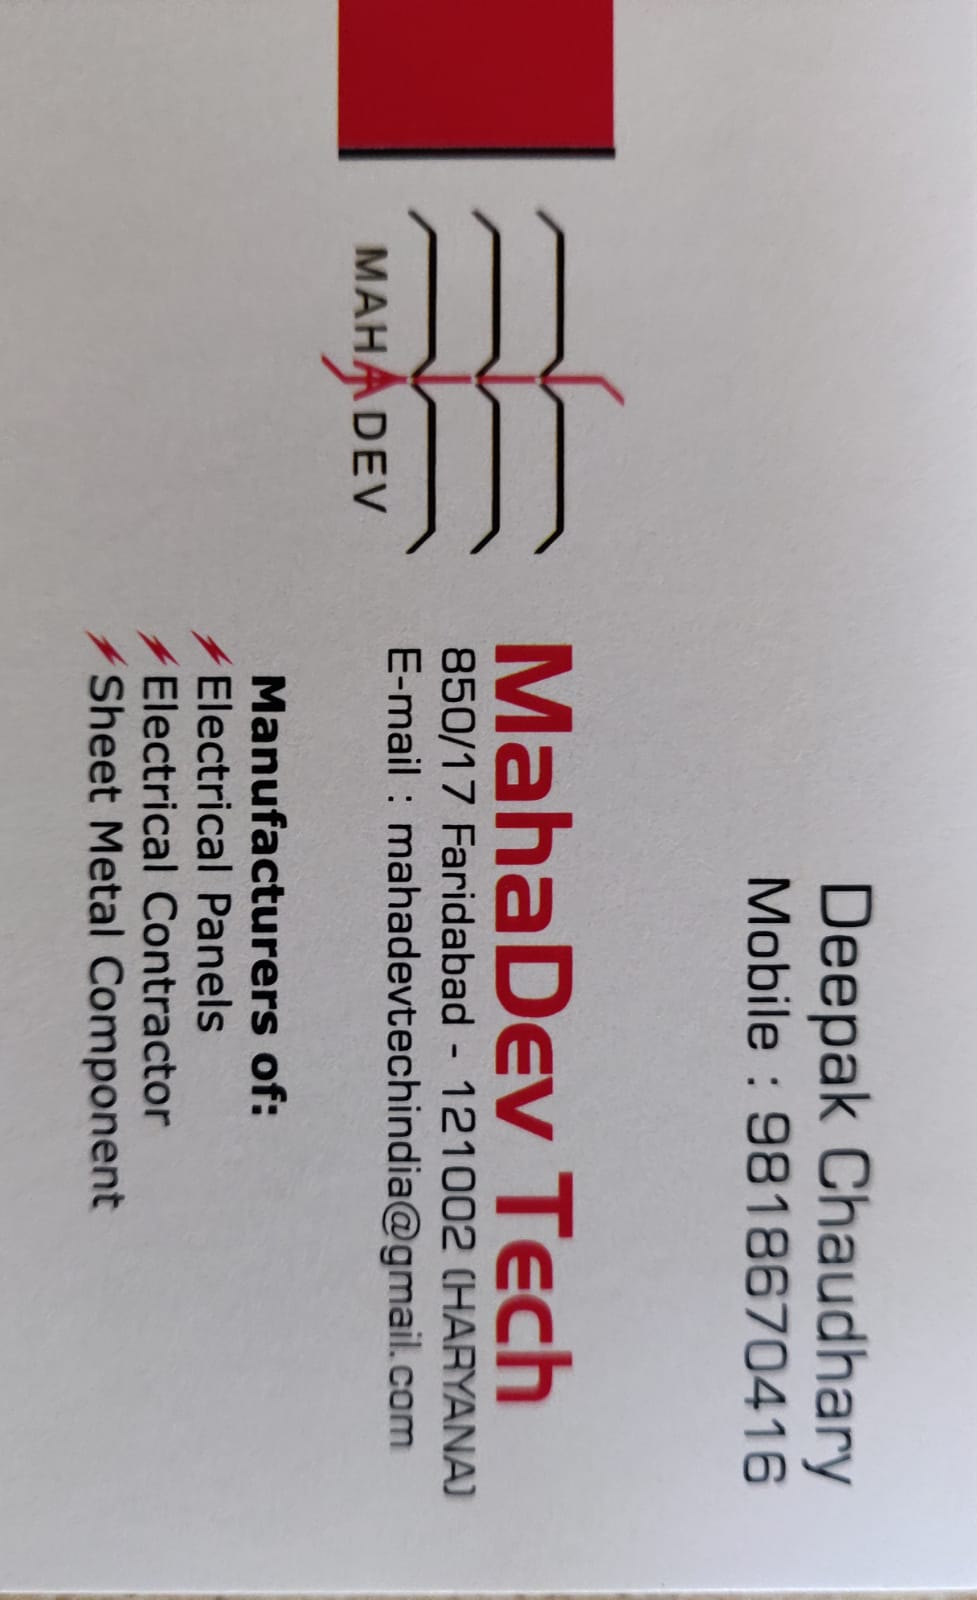 Deepak Chaudhary
Mobile : 9818670416
MAHADEV
MahaDev Tech
850/17 Faridabad - 121002 (HARYANA)
E-mail : mahadevtechindia@gmail.com
Manufacturers of:
Electrical Panels
Electrical Contractor
Sheet Metal Component